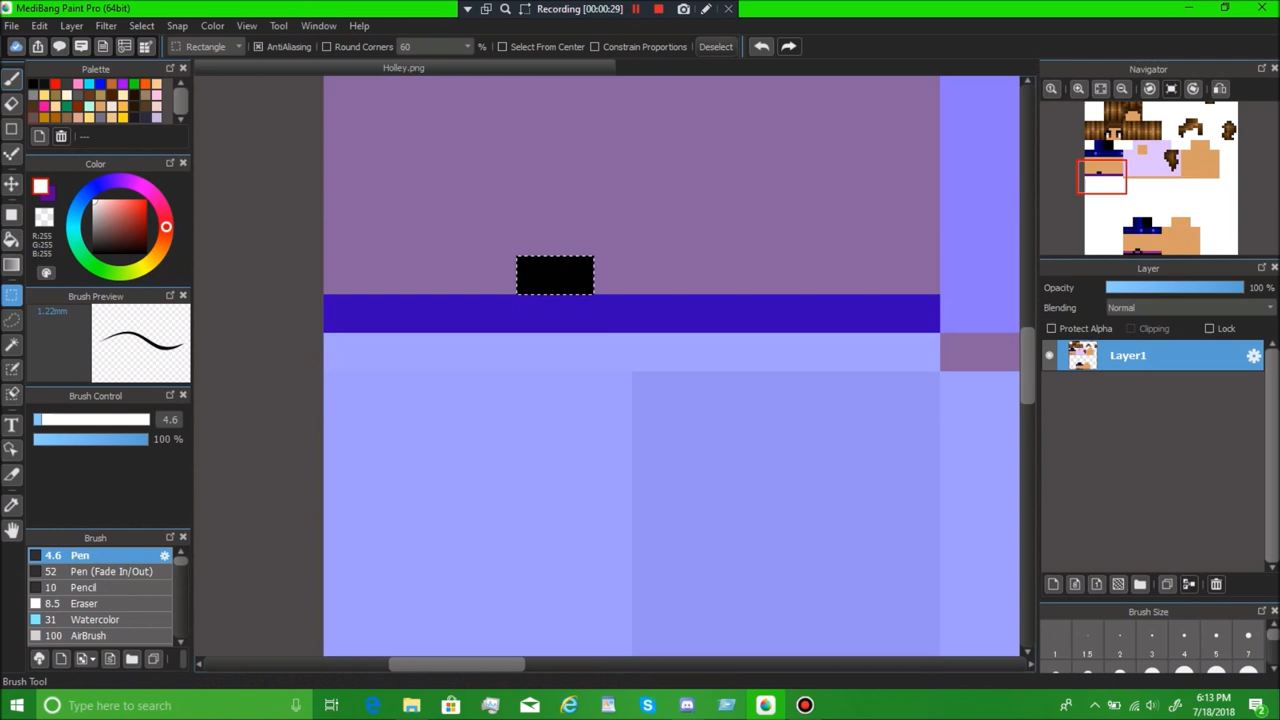 MediBang Paint Pro (64bit)
Recording [00:00:29]
File Edit Layer Filter Select Snap Color View Tool Window Help
Rectangle AntiAliasing Round Corners 60 % Select From Center Constrain Proportions Deselect
Palette
Holley.png
Navigator
---
Color
R:255
G:255
B:255
Brush Preview
1.22mm
Layer
Opacity 100 %
Blending Normal
Protect Alpha Clipping Lock
Layer1
Brush Control
4.6
100 %
Brush
4.6 Pen
52 Pen (Fade In/Out)
10 Pencil
8.5 Eraser
31 Watercolor
100 AirBrush
Brush Size
1 1.5 2 3 4 5 7
Brush Tool
Type here to search
6:13 PM
7/18/2018
2